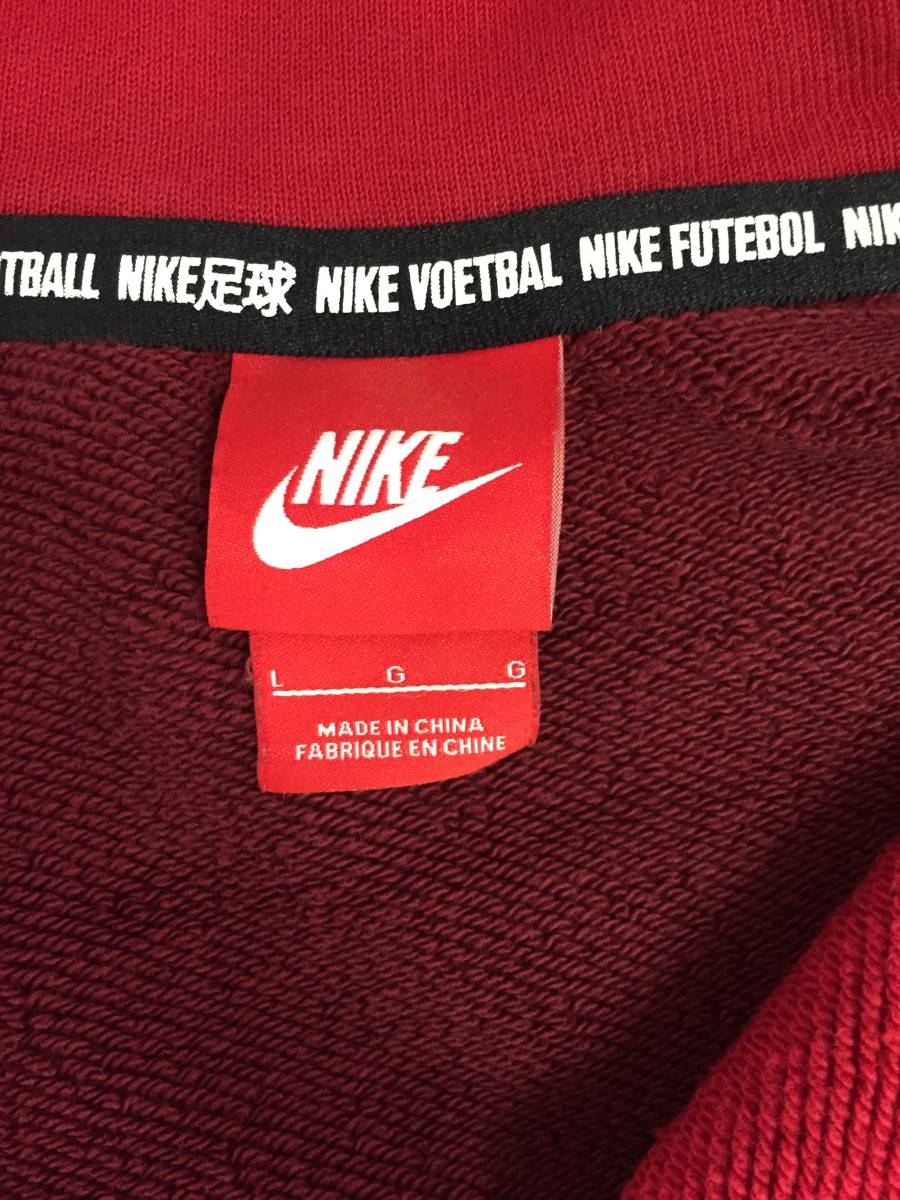 TBALL NIKE足球 NIKE VOETBAL NIKE FUTEBOL NIK
NIKE
L G G
MADE IN CHINA
FABRIQUE EN CHINE